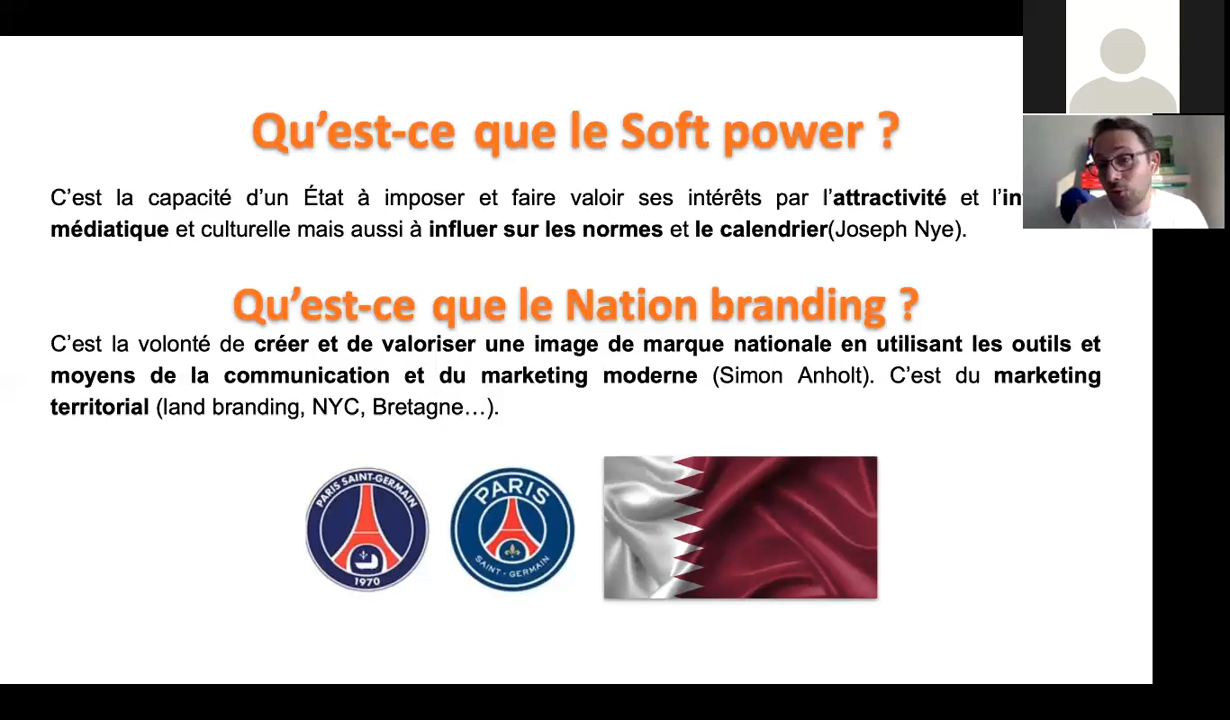 Qu’est-ce que le Soft power ?
C’est la capacité d’un État à imposer et faire valoir ses intérêts par l’attractivité et l’
médiatique et culturelle mais aussi à influer sur les normes et le calendrier(Joseph Nye).
Qu’est-ce que le Nation branding ?
C’est la volonté de créer et de valoriser une image de marque nationale en utilisant les outils et
moyens de la communication et du marketing moderne (Simon Anholt). C’est du marketing
territorial (land branding, NYC, Bretagne…).
PARIS SAINT-GERMAIN
1970
PARIS
SAINT-GERMAIN